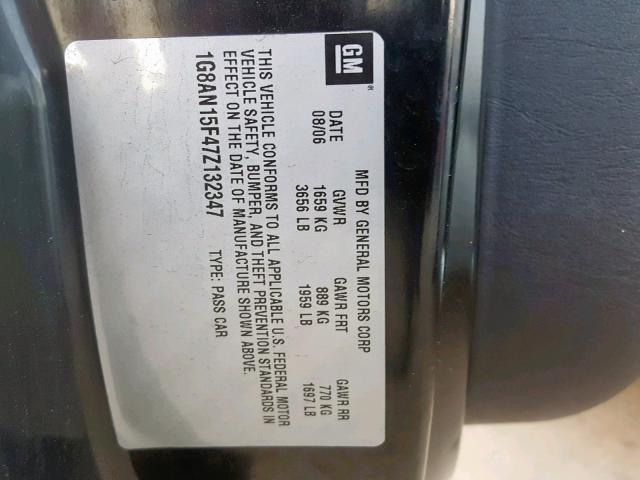 GM
MFD BY GENERAL MOTORS CORP
DATE GVWR GAWR FRT GAWR RR
08/06 1659 KG 889 KG 770 KG
3656 LB 1959 LB 1697 LB
THIS VEHICLE CONFORMS TO ALL APPLICABLE U.S. FEDERAL MOTOR
VEHICLE SAFETY, BUMPER, AND THEFT PREVENTION STANDARDS IN
EFFECT ON THE DATE OF MANUFACTURE SHOWN ABOVE.
1G8AN15F47Z132347 TYPE: PASS CAR